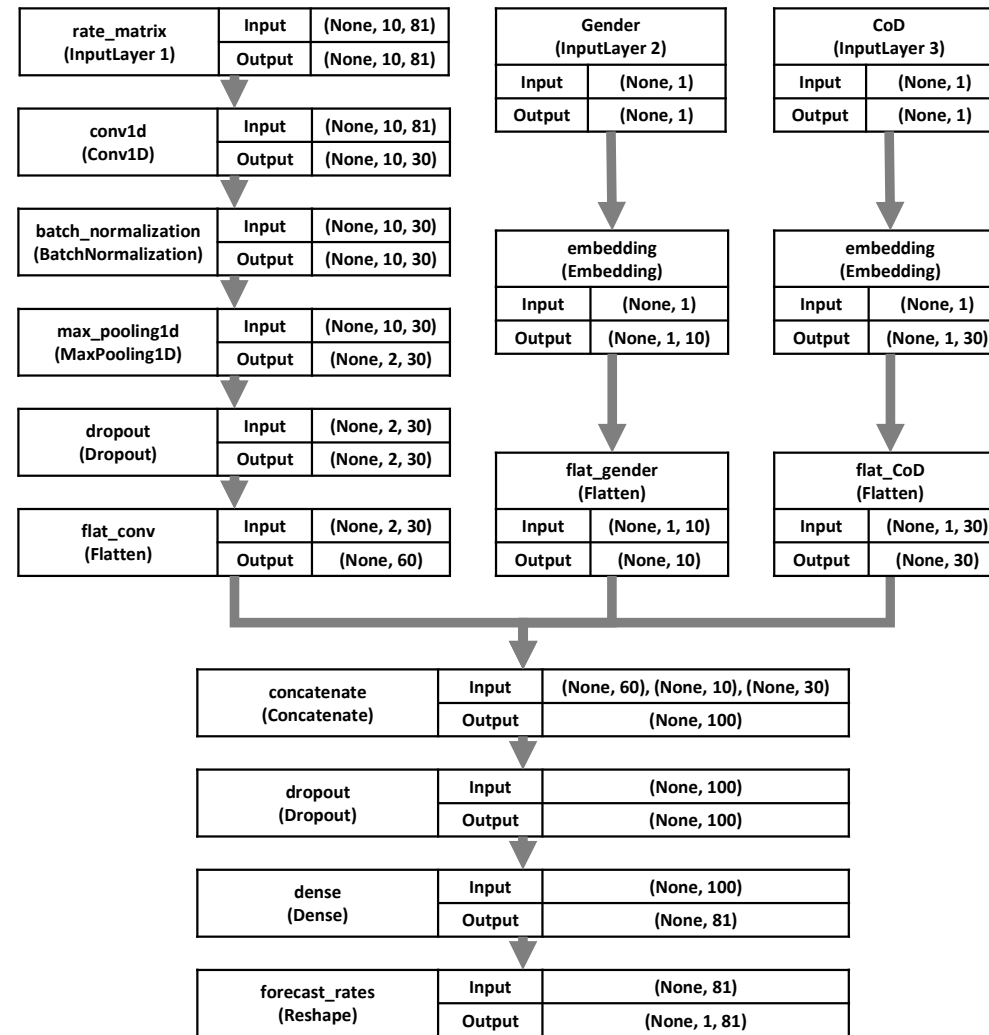 rate_matrix
(InputLayer 1)
Input
(None, 10, 81)
Output
(None, 10, 81)
conv1d
(Conv1D)
Input
(None, 10, 81)
Output
(None, 10, 30)
batch_normalization
(BatchNormalization)
Input
(None, 10, 30)
Output
(None, 10, 30)
max_pooling1d
(MaxPooling1D)
Input
(None, 10, 30)
Output
(None, 2, 30)
dropout
(Dropout)
Input
(None, 2, 30)
Output
(None, 2, 30)
flat_conv
(Flatten)
Input
(None, 2, 30)
Output
(None, 60)
Gender
(InputLayer 2)
Input
(None, 1)
Output
(None, 1)
embedding
(Embedding)
Input
(None, 1)
Output
(None, 1, 10)
flat_gender
(Flatten)
Input
(None, 1, 10)
Output
(None, 10)
CoD
(InputLayer 3)
Input
(None, 1)
Output
(None, 1)
embedding
(Embedding)
Input
(None, 1)
Output
(None, 1, 30)
flat_CoD
(Flatten)
Input
(None, 1, 30)
Output
(None, 30)
concatenate
(Concatenate)
Input
(None, 60), (None, 10), (None, 30)
Output
(None, 100)
dropout
(Dropout)
Input
(None, 100)
Output
(None, 100)
dense
(Dense)
Input
(None, 100)
Output
(None, 81)
forecast_rates
(Reshape)
Input
(None, 81)
Output
(None, 1, 81)